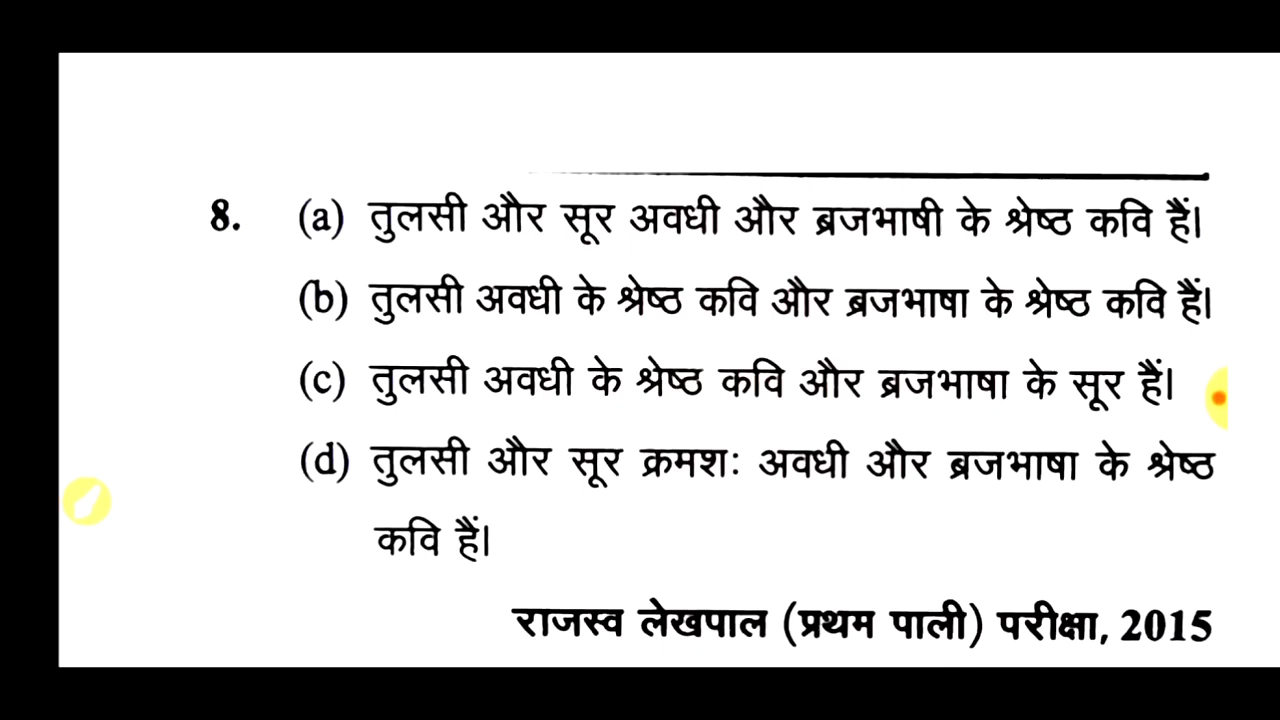 8. (a) तुलसी और सूर अवधी और ब्रजभाषी के श्रेष्ठ कवि हैं।
(b) तुलसी अवधी के श्रेष्ठ कवि और ब्रजभाषा के श्रेष्ठ कवि हैं।
(c) तुलसी अवधी के श्रेष्ठ कवि और ब्रजभाषा के सूर हैं।
(d) तुलसी और सूर क्रमशः अवधी और ब्रजभाषा के श्रेष्ठ
कवि हैं।
राजस्व लेखपाल (प्रथम पाली) परीक्षा, 2015